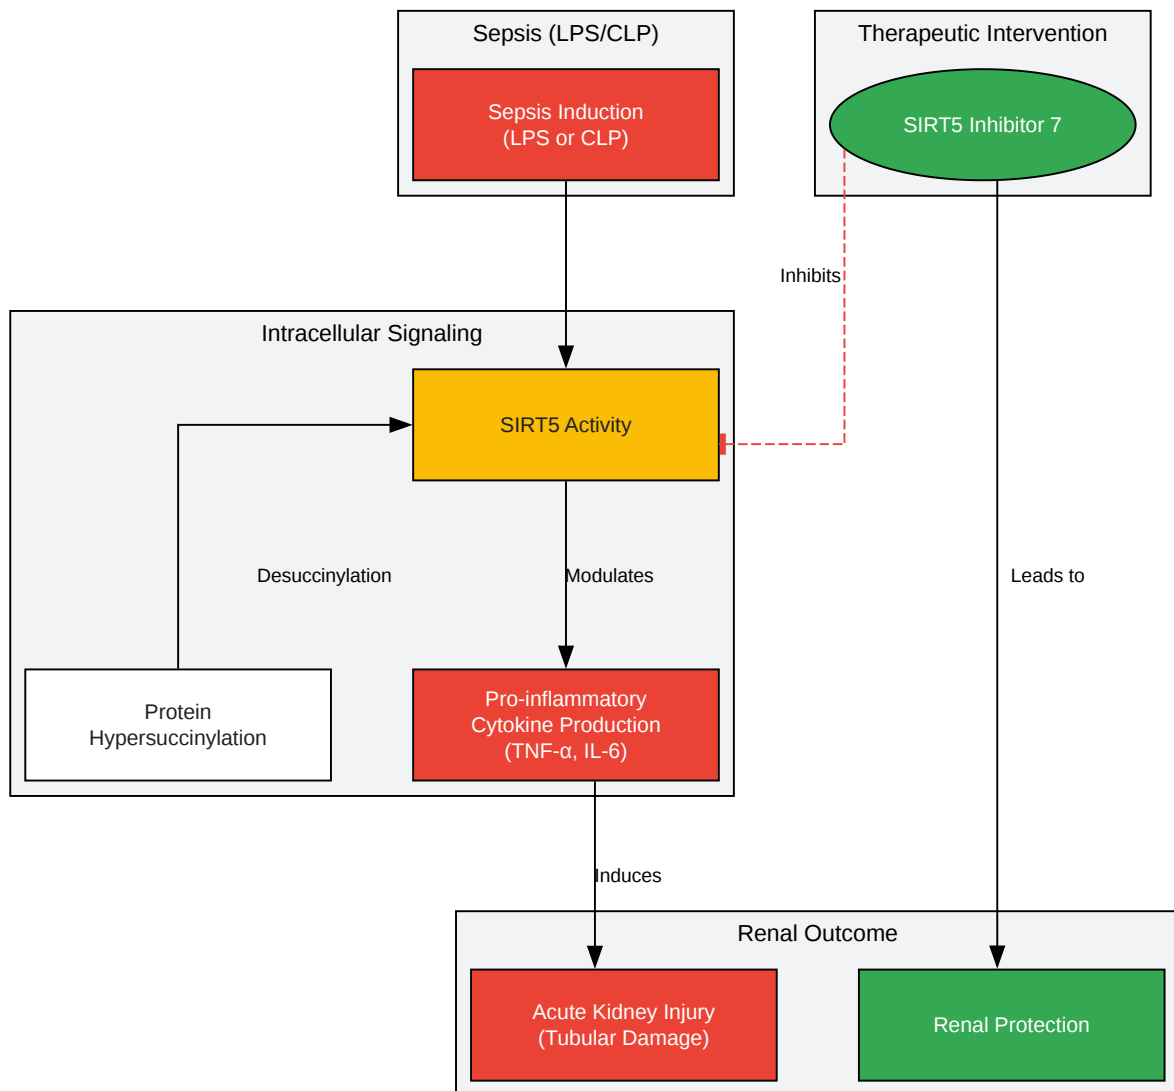 Sepsis (LPS/CLP)
Therapeutic Intervention
Sepsis Induction
(LPS or CLP)
SIRT5 Inhibitor 7
Inhibits
Intracellular Signaling
SIRT5 Activity
Desuccinylation
Modulates
Leads to
Protein
Hypersuccinylation
Pro-inflammatory
Cytokine Production
(TNF-α, IL-6)
Induces
Renal Outcome
Acute Kidney Injury
(Tubular Damage)
Renal Protection